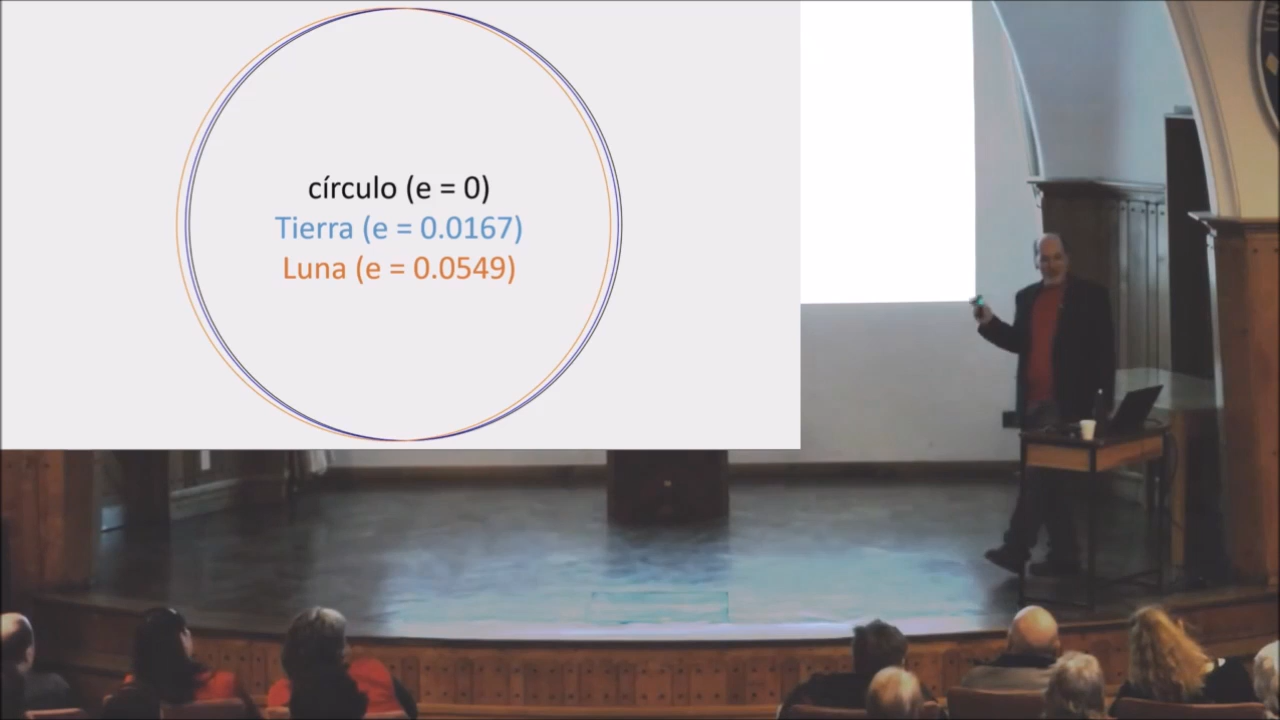 círculo (e = 0)
Tierra (e = 0.0167)
Luna (e = 0.0549)